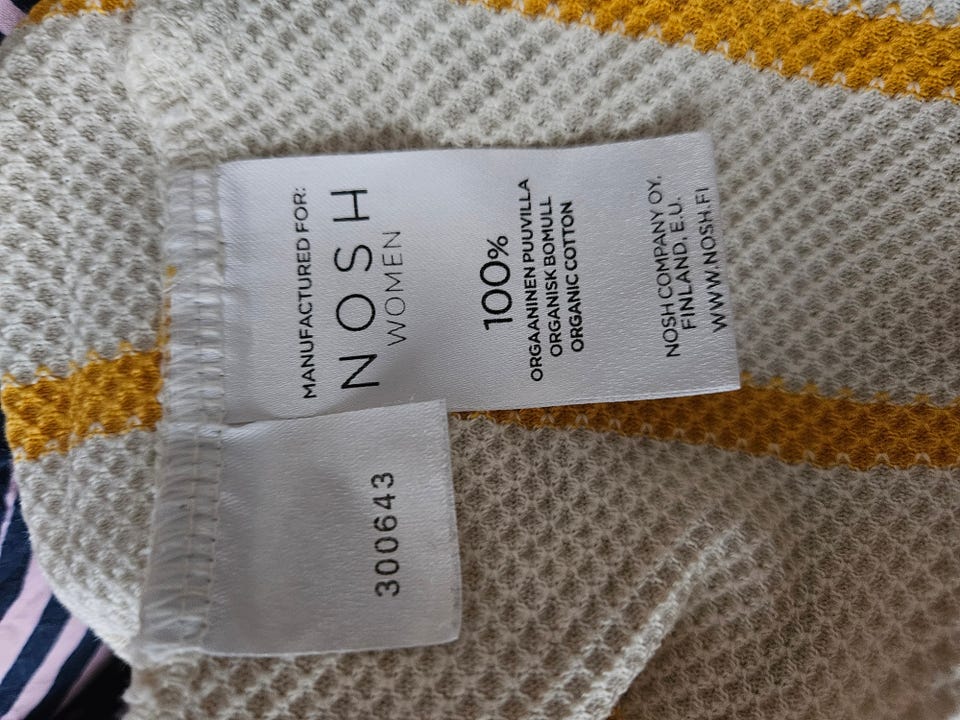 MANUFACTURED FOR:
NOSH
WOMEN
100%
ORGAANINEN PUUVILLA
ORGANISK BOMULL
ORGANIC COTTON
NOSH COMPANY OY.
FINLAND, E.U.
WWW.NOSH.FI
300643